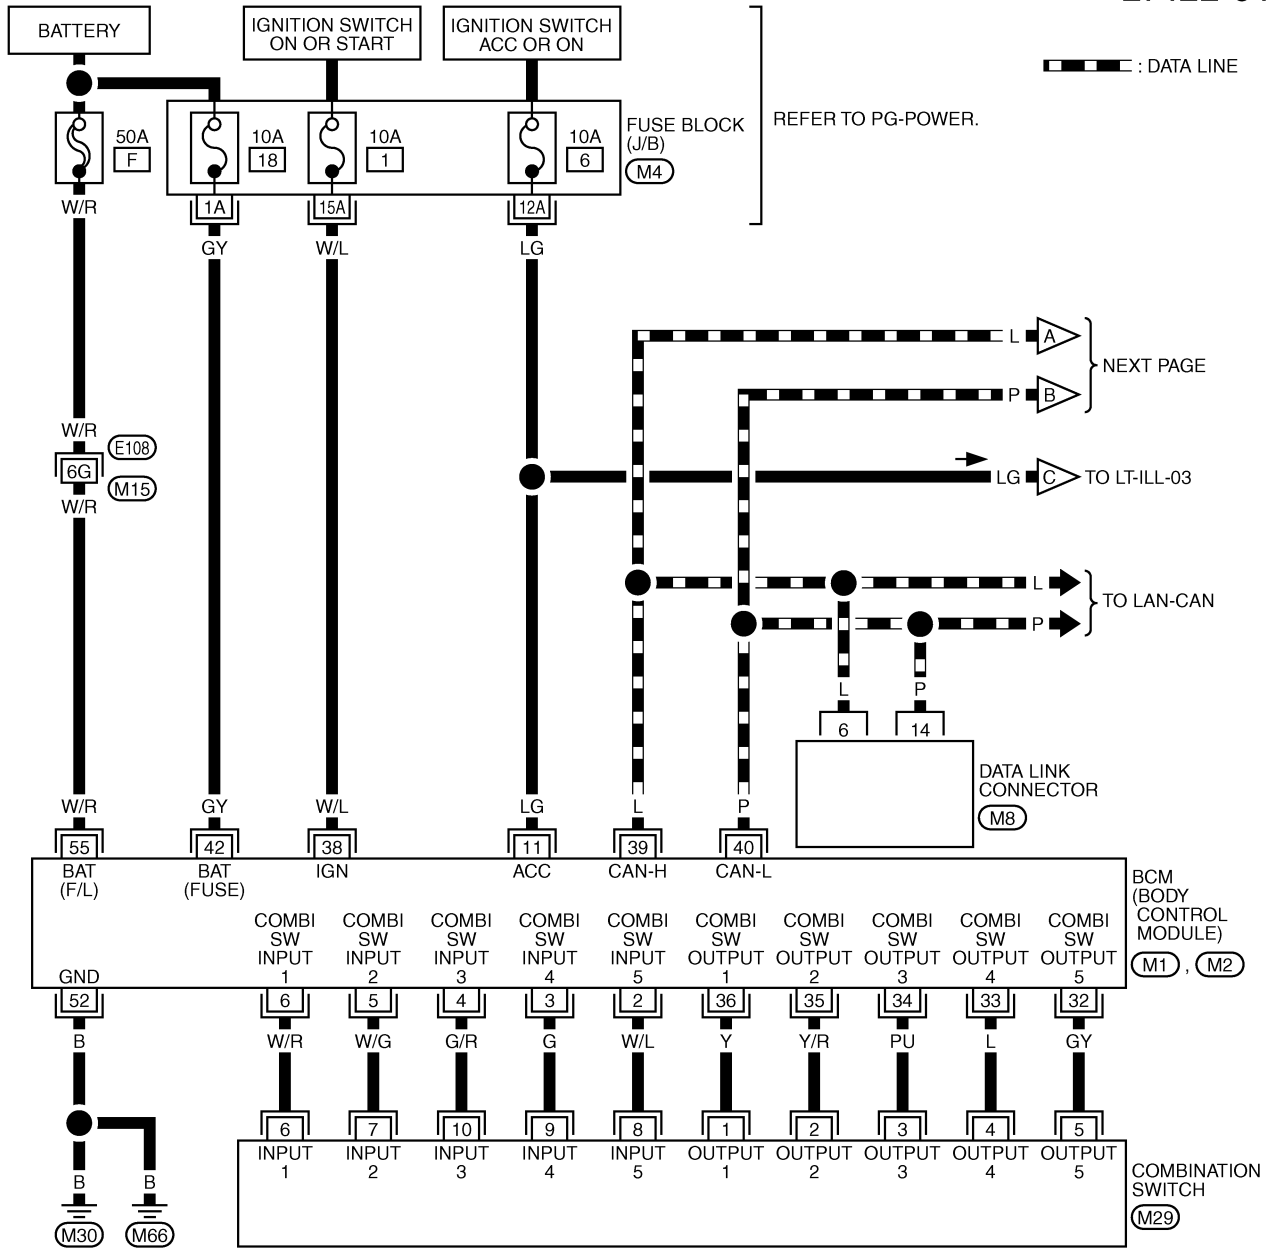 BATTERY
IGNITION SWITCH
ON OR START
IGNITION SWITCH
ACC OR ON
: DATA LINE
50A
F
10A
18
10A
1
10A
6
FUSE BLOCK
(J/B)
M4
REFER TO PG-POWER.
W/R
1A
15A
12A
GY
W/L
LG
L
A
P
B
NEXT PAGE
W/R
E108
6G
M15
W/R
LG
C
TO LT-ILL-03
L
P
TO LAN-CAN
L
P
6
14
DATA LINK
CONNECTOR
M8
W/R
GY
W/L
LG
L
P
55
42
38
11
39
40
BAT
(F/L)
BAT
(FUSE)
IGN
ACC
CAN-H
CAN-L
BCM
(BODY
CONTROL
MODULE)
M1 , M2
COMBI
SW
INPUT
1
COMBI
SW
INPUT
2
COMBI
SW
INPUT
3
COMBI
SW
INPUT
4
COMBI
SW
INPUT
5
COMBI
SW
OUTPUT
1
COMBI
SW
OUTPUT
2
COMBI
SW
OUTPUT
3
COMBI
SW
OUTPUT
4
COMBI
SW
OUTPUT
5
GND
52
6
5
4
3
2
36
35
34
33
32
B
W/R
W/G
G/R
G
W/L
Y
Y/R
PU
L
GY
6
7
10
9
8
1
2
3
4
5
INPUT
1
INPUT
2
INPUT
3
INPUT
4
INPUT
5
OUTPUT
1
OUTPUT
2
OUTPUT
3
OUTPUT
4
OUTPUT
5
COMBINATION
SWITCH
M29
B
B
M30
M66